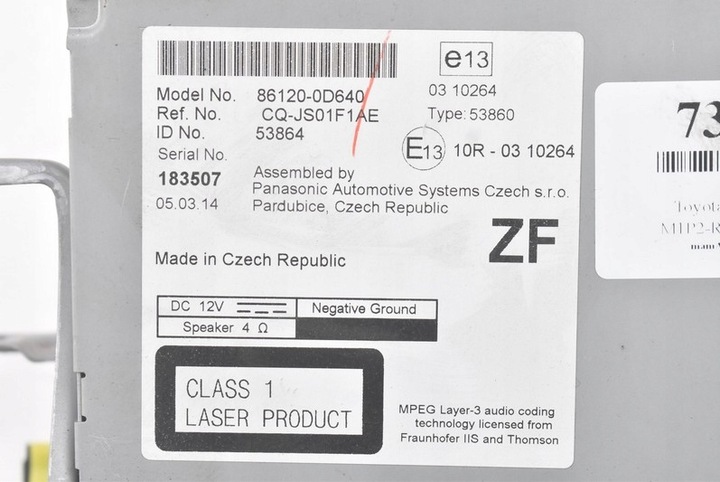 e13
Model No. 86120-0D640
03 10264
Ref. No. CQ-JS01F1AE
Type: 53860
ID No. 53864
E13 10R - 03 10264
Serial No.
183507
Assembled by
Panasonic Automotive Systems Czech s.r.o.
05.03.14
Pardubice, Czech Republic
ZF
Made in Czech Republic
DC 12V
Negative Ground
Speaker 4 Ω
CLASS 1
LASER PRODUCT
MPEG Layer-3 audio coding
technology licensed from
Fraunhofer IIS and Thomson
73
Toyota